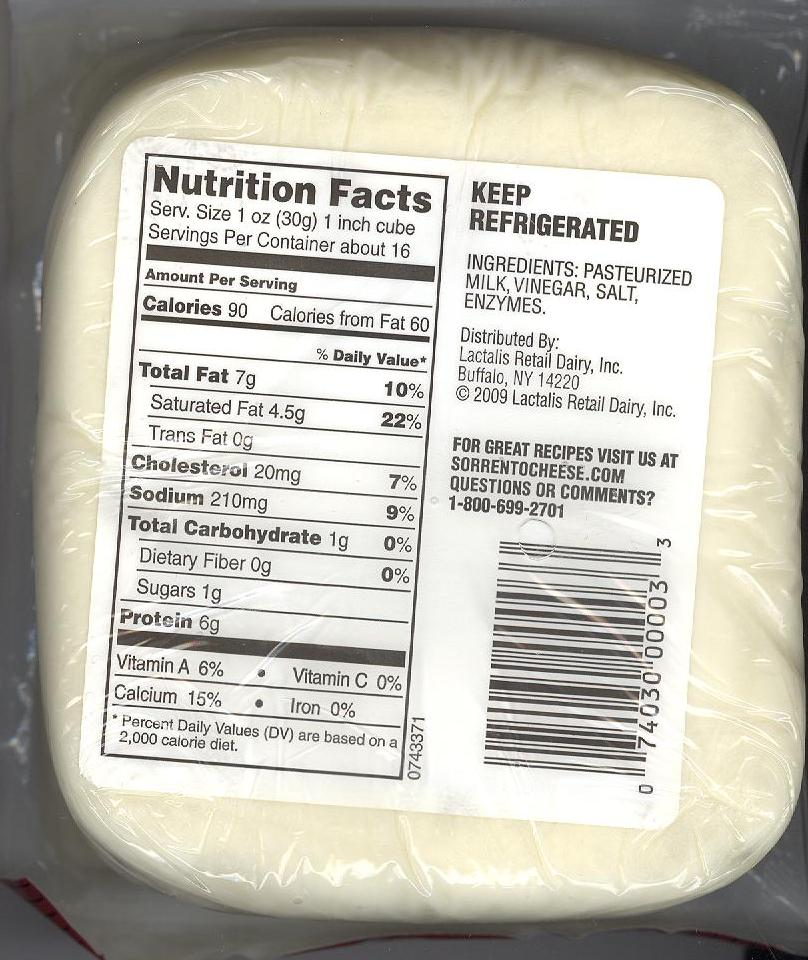 Nutrition Facts
Serv. Size 1 oz (30g) 1 inch cube
Servings Per Container about 16
Amount Per Serving
Calories 90 Calories from Fat 60
% Daily Value*
Total Fat 7g 10%
Saturated Fat 4.5g 22%
Trans Fat 0g
Cholesterol 20mg 7%
Sodium 210mg 9%
Total Carbohydrate 1g 0%
Dietary Fiber 0g 0%
Sugars 1g
Protein 6g
Vitamin A 6% • Vitamin C 0%
Calcium 15% • Iron 0%
* Percent Daily Values (DV) are based on a
2,000 calorie diet.
0743371
KEEP
REFRIGERATED
INGREDIENTS: PASTEURIZED
MILK, VINEGAR, SALT,
ENZYMES.
Distributed By:
Lactalis Retail Dairy, Inc.
Buffalo, NY 14220
© 2009 Lactalis Retail Dairy, Inc.
FOR GREAT RECIPES VISIT US AT
SORRENTOCHEESE.COM
QUESTIONS OR COMMENTS?
1-800-699-2701
0 74030 00003 3